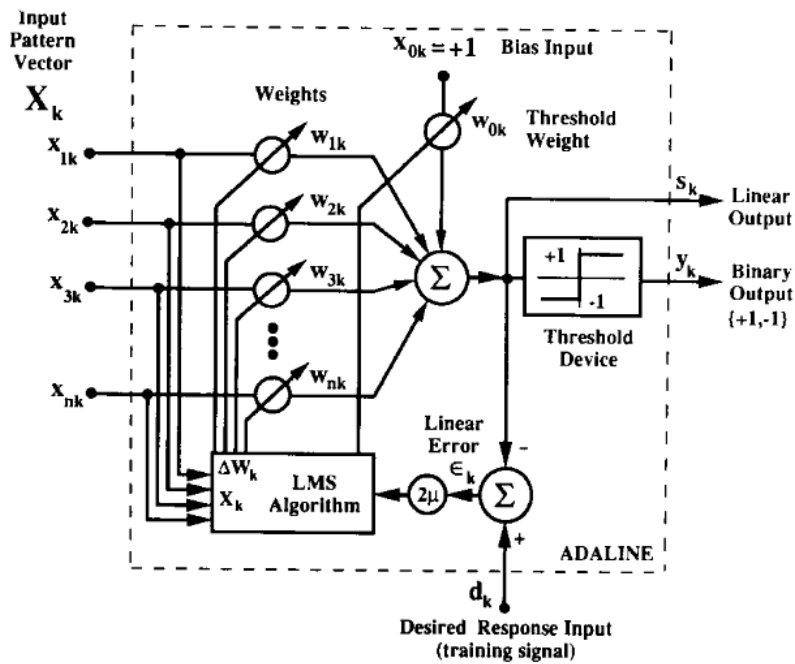 Input
Pattern
Vector
X_k
x_0k = +1
Bias Input
Weights
w_0k
Threshold
Weight
x_1k
w_1k
x_2k
w_2k
x_3k
w_3k
x_nk
w_nk
Σ
s_k
Linear
Output
+1
-1
y_k
Binary
Output
{+1,-1}
Threshold
Device
Linear
Error
∈_k
-
ΔW_k
X_k
LMS
Algorithm
2μ
Σ
+
ADALINE
d_k
Desired Response Input
(training signal)